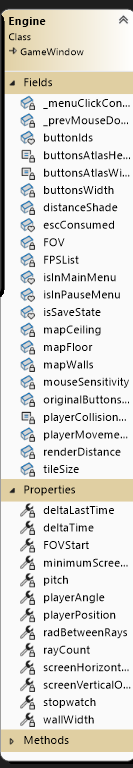 Engine
Class
GameWindow
Fields
_menuClickCon...
_prevMouseDo...
buttonIds
buttonsAtlasHe...
buttonsAtlasWi...
buttonsWidth
distanceShade
escConsumed
FOV
FPSList
isInMainMenu
isInPauseMenu
isSaveState
mapCeiling
mapFloor
mapWalls
mouseSensitivity
originalButtons...
playerCollision...
playerMoveme...
renderDistance
tileSize
Properties
deltaLastTime
deltaTime
FOVStart
minimumScree...
pitch
playerAngle
playerPosition
radBetweenRays
rayCount
screenHorizont...
screenVerticalO...
stopwatch
wallWidth
Methods